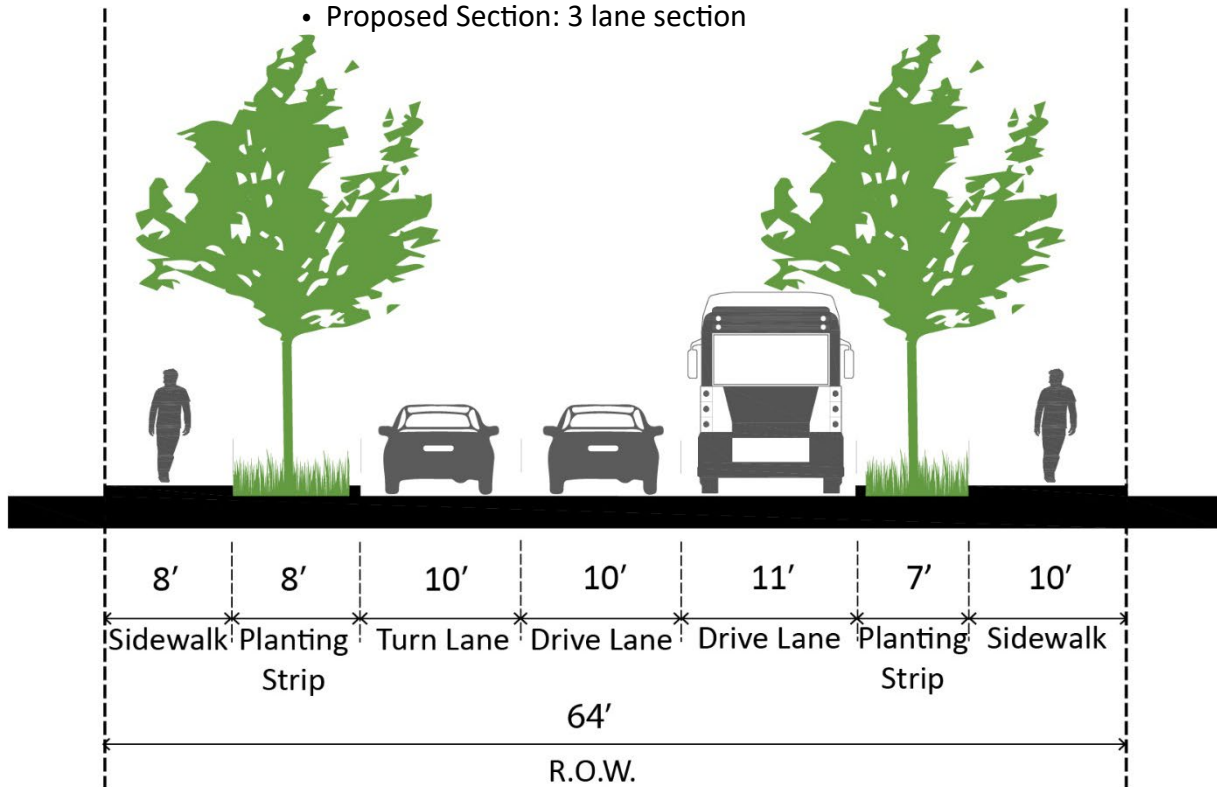 • Proposed Section: 3 lane section
8′ 8′ 10′ 10′ 11′ 7′ 10′
Sidewalk Planting Turn Lane Drive Lane Drive Lane Planting Sidewalk
Strip Strip
64′
R.O.W.